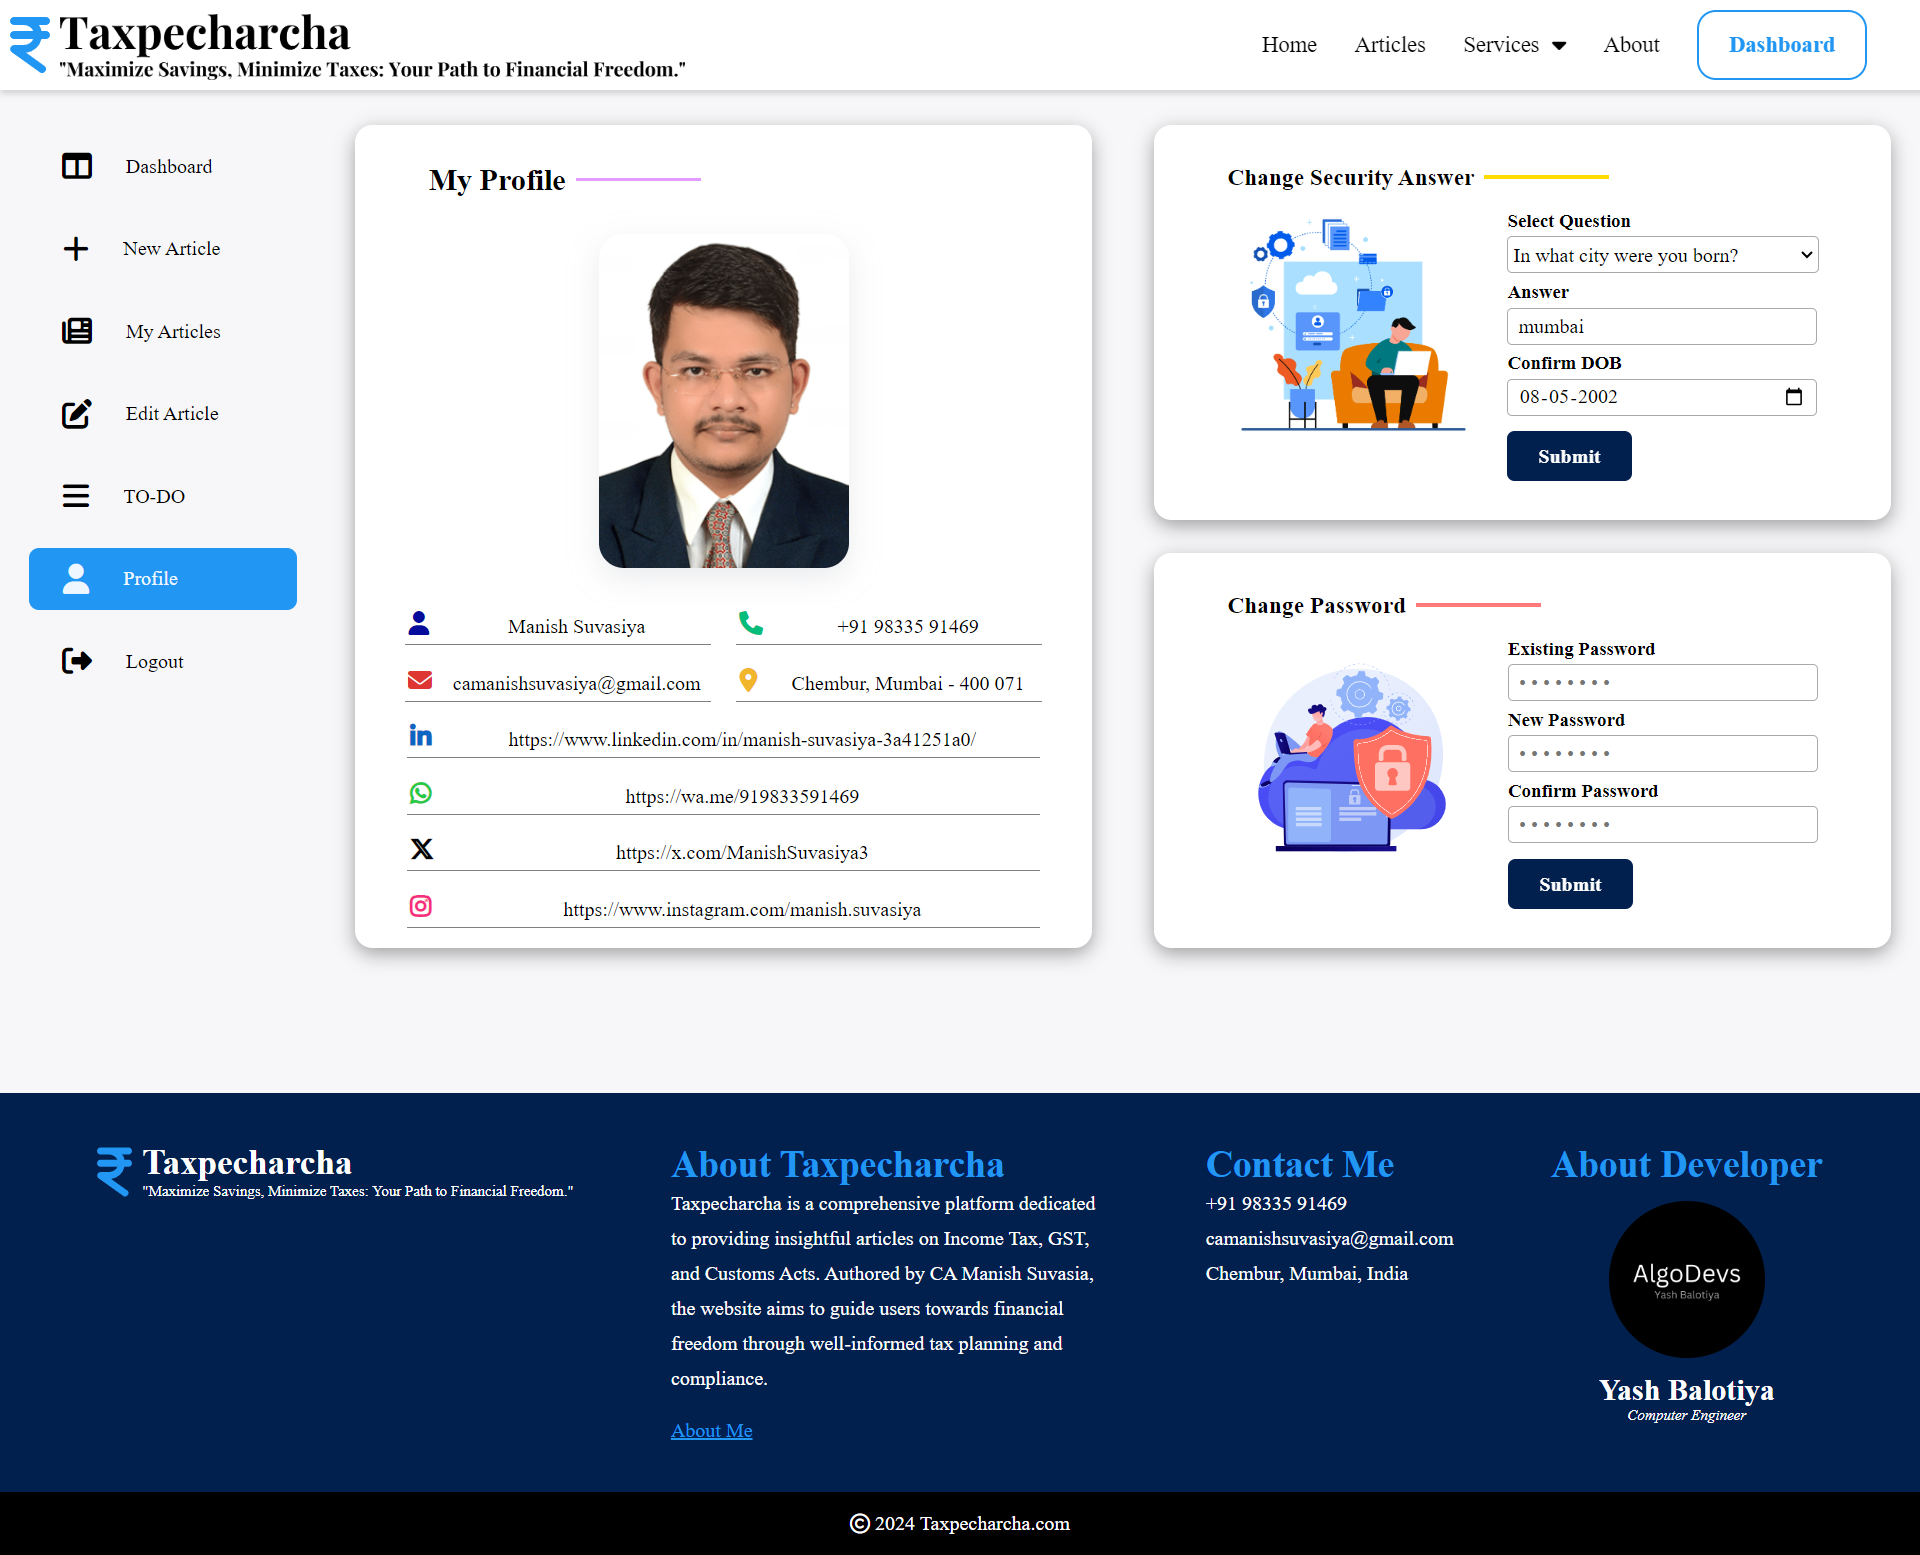 Taxpecharcha
"Maximize Savings, Minimize Taxes: Your Path to Financial Freedom."
Home
Articles
Services
About
Dashboard
Dashboard
New Article
My Articles
Edit Article
TO-DO
Profile
Logout
My Profile
Manish Suvasiya
+91 98335 91469
camanishsuvasiya@gmail.com
Chembur, Mumbai - 400 071
https://www.linkedin.com/in/manish-suvasiya-3a41251a0/
https://wa.me/919833591469
https://x.com/ManishSuvasiya3
https://www.instagram.com/manish.suvasiya
Change Security Answer
Select Question
In what city were you born?
Answer
mumbai
Confirm DOB
08-05-2002
Submit
Change Password
Existing Password
New Password
Confirm Password
Submit
Taxpecharcha
"Maximize Savings, Minimize Taxes: Your Path to Financial Freedom."
About Taxpecharcha
Taxpecharcha is a comprehensive platform dedicated
to providing insightful articles on Income Tax, GST,
and Customs Acts. Authored by CA Manish Suvasia,
the website aims to guide users towards financial
freedom through well-informed tax planning and
compliance.
About Me
Contact Me
+91 98335 91469
camanishsuvasiya@gmail.com
Chembur, Mumbai, India
About Developer
AlgoDevs
Yash Balotiya
Yash Balotiya
Computer Engineer
© 2024 Taxpecharcha.com